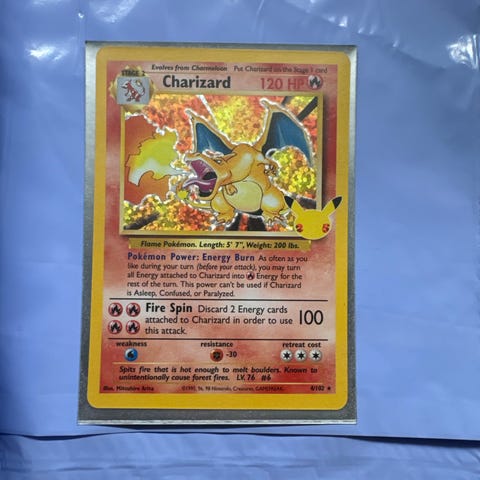 Evolves from Charmeleon Put Charizard on the Stage 1 card
STAGE 2
Charizard 120 HP
2 5
Flame Pokémon. Length: 5' 7", Weight: 200 lbs.
Pokémon Power: Energy Burn As often as you
like during your turn (before your attack), you may turn
all Energy attached to Charizard into Energy for the
rest of the turn. This power can't be used if Charizard
is Asleep, Confused, or Paralyzed.
Fire Spin Discard 2 Energy cards
attached to Charizard in order to use 100
this attack.
weakness resistance retreat cost
-30
Spits fire that is hot enough to melt boulders. Known to
unintentionally cause forest fires. LV. 76 #6
Illus. Mitsuhiro Arita ©1995, 96, 98 Nintendo, Creatures, GAMEFREAK. 4/102 ★